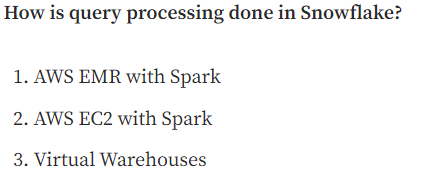 How is query processing done in Snowflake?
1. AWS EMR with Spark
2. AWS EC2 with Spark
3. Virtual Warehouses